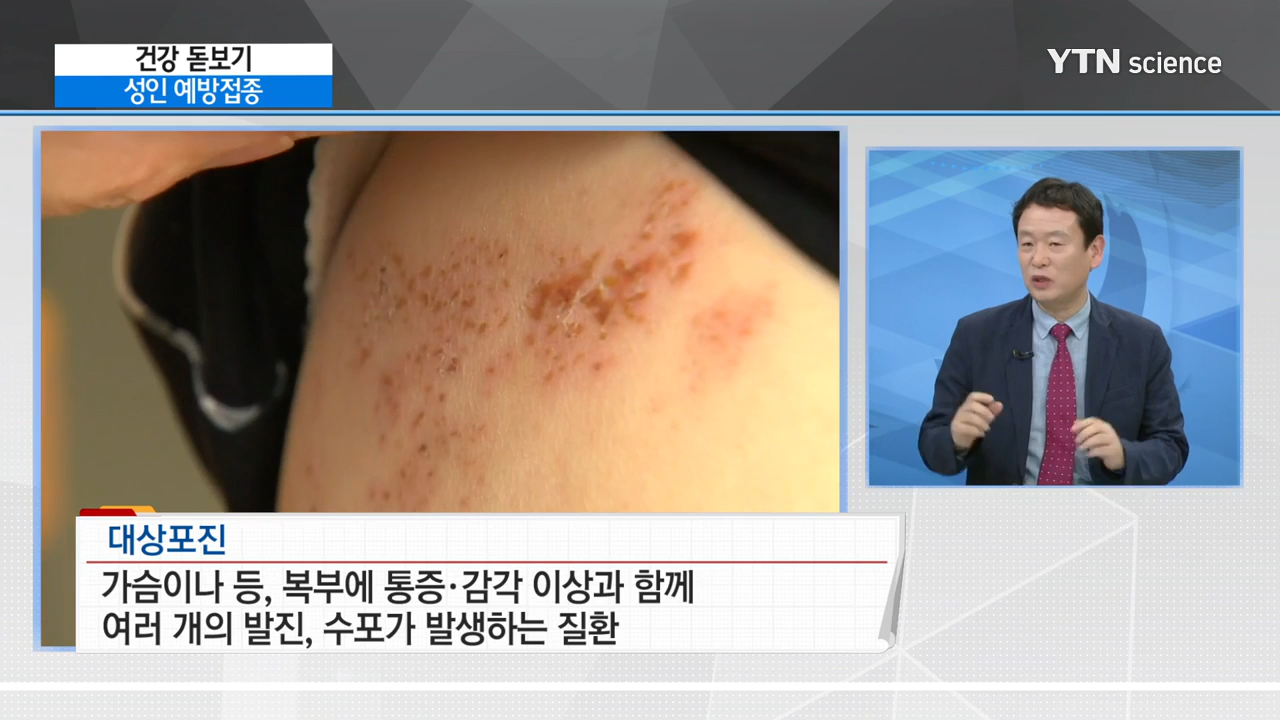 건강 돋보기
성인 예방접종
YTN science
대상포진
가슴이나 등, 복부에 통증·감각 이상과 함께
여러 개의 발진, 수포가 발생하는 질환